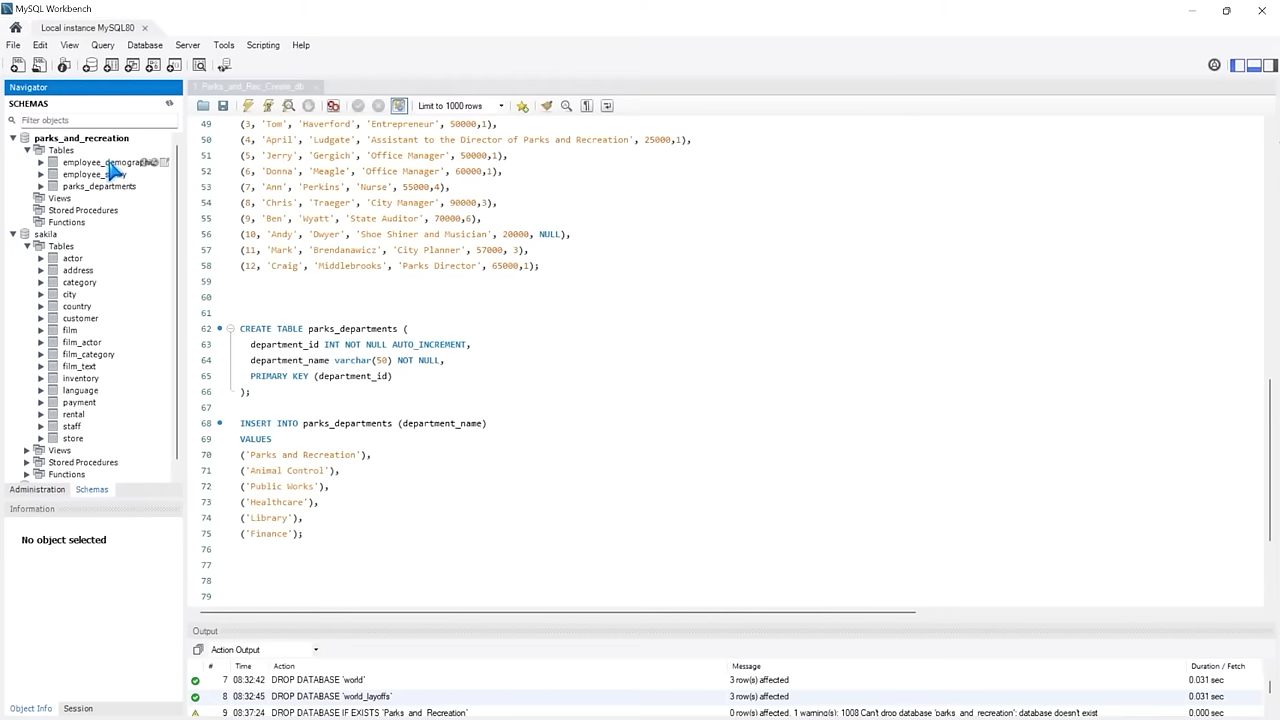 MySQL Workbench
Local instance MySQL80
File Edit View Query Database Server Tools Scripting Help
Navigator
SCHEMAS
Filter objects
parks_and_recreation
Tables
employee_demogra
employee_
parks_departments
Views
Stored Procedures
Functions
sakila
Tables
actor
address
category
city
country
customer
film
film_actor
film_category
film_text
inventory
language
payment
rental
staff
store
Views
Stored Procedures
Functions
Administration Schemas
Information
No object selected
Object Info Session
Parks_and_Rec_Create_db
Limit to 1000 rows
49 (3, 'Tom', 'Haverford', 'Entrepreneur', 50000,1),
50 (4, 'April', 'Ludgate', 'Assistant to the Director of Parks and Recreation', 25000,1),
51 (5, 'Jerry', 'Gergich', 'Office Manager', 50000,1),
52 (6, 'Donna', 'Meagle', 'Office Manager', 60000,1),
53 (7, 'Ann', 'Perkins', 'Nurse', 55000,4),
54 (8, 'Chris', 'Traeger', 'City Manager', 90000,3),
55 (9, 'Ben', 'Wyatt', 'State Auditor', 70000,6),
56 (10, 'Andy', 'Dwyer', 'Shoe Shiner and Musician', 20000, NULL),
57 (11, 'Mark', 'Brendanawicz', 'City Planner', 57000, 3),
58 (12, 'Craig', 'Middlebrooks', 'Parks Director', 65000,1);
59
60
61
62 CREATE TABLE parks_departments (
63 department_id INT NOT NULL AUTO_INCREMENT,
64 department_name varchar(50) NOT NULL,
65 PRIMARY KEY (department_id)
66 );
67
68 INSERT INTO parks_departments (department_name)
69 VALUES
70 ('Parks and Recreation'),
71 ('Animal Control'),
72 ('Public Works'),
73 ('Healthcare'),
74 ('Library'),
75 ('Finance');
76
77
78
79
Output
Action Output
# Time Action Message Duration / Fetch
7 08:32:42 DROP DATABASE `world` 3 row(s) affected 0.031 sec
8 08:32:45 DROP DATABASE `world_layoffs` 3 row(s) affected 0.031 sec
9 08:37:24 DROP DATABASE IF EXISTS `Parks_and_Recreation` 0 row(s) affected, 1 warning(s): 1008 Can't drop database 'parks_and_recreation'; database doesn't exist 0.000 sec